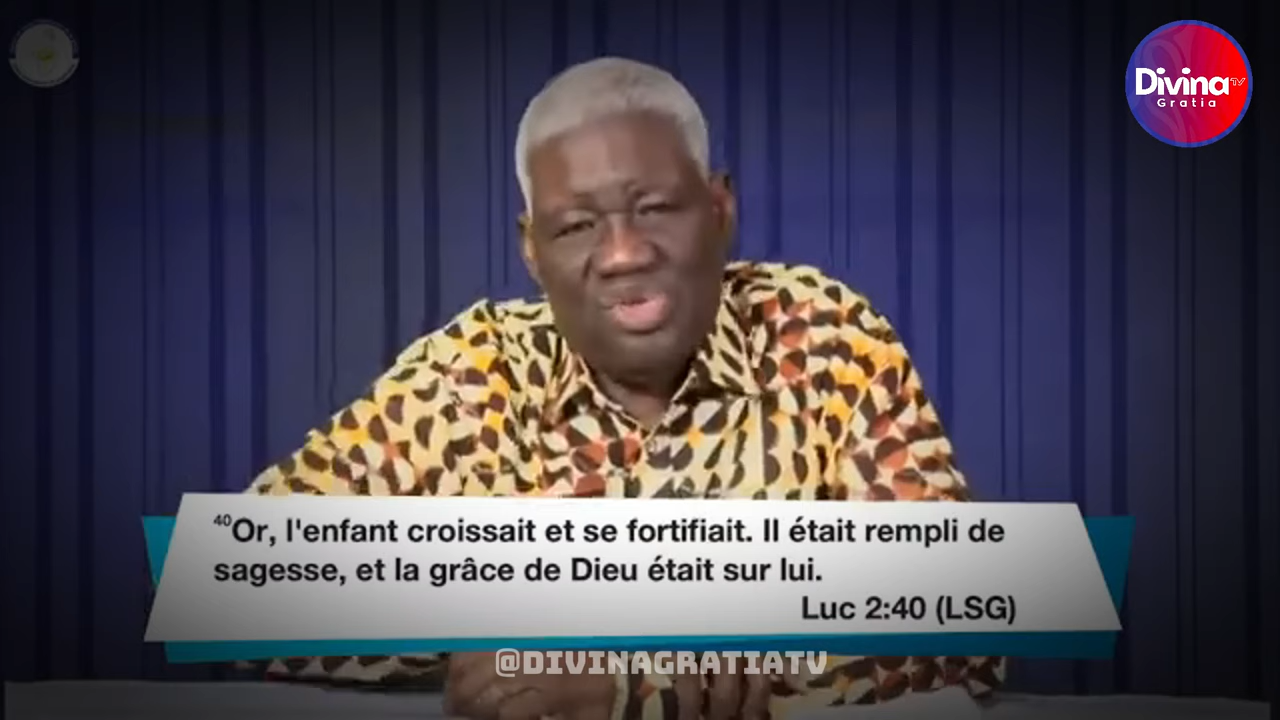 Divina TV
Gratia
40Or, l'enfant croissait et se fortifiait. Il était rempli de
sagesse, et la grâce de Dieu était sur lui.
Luc 2:40 (LSG)
@DIVINAGRATIATV